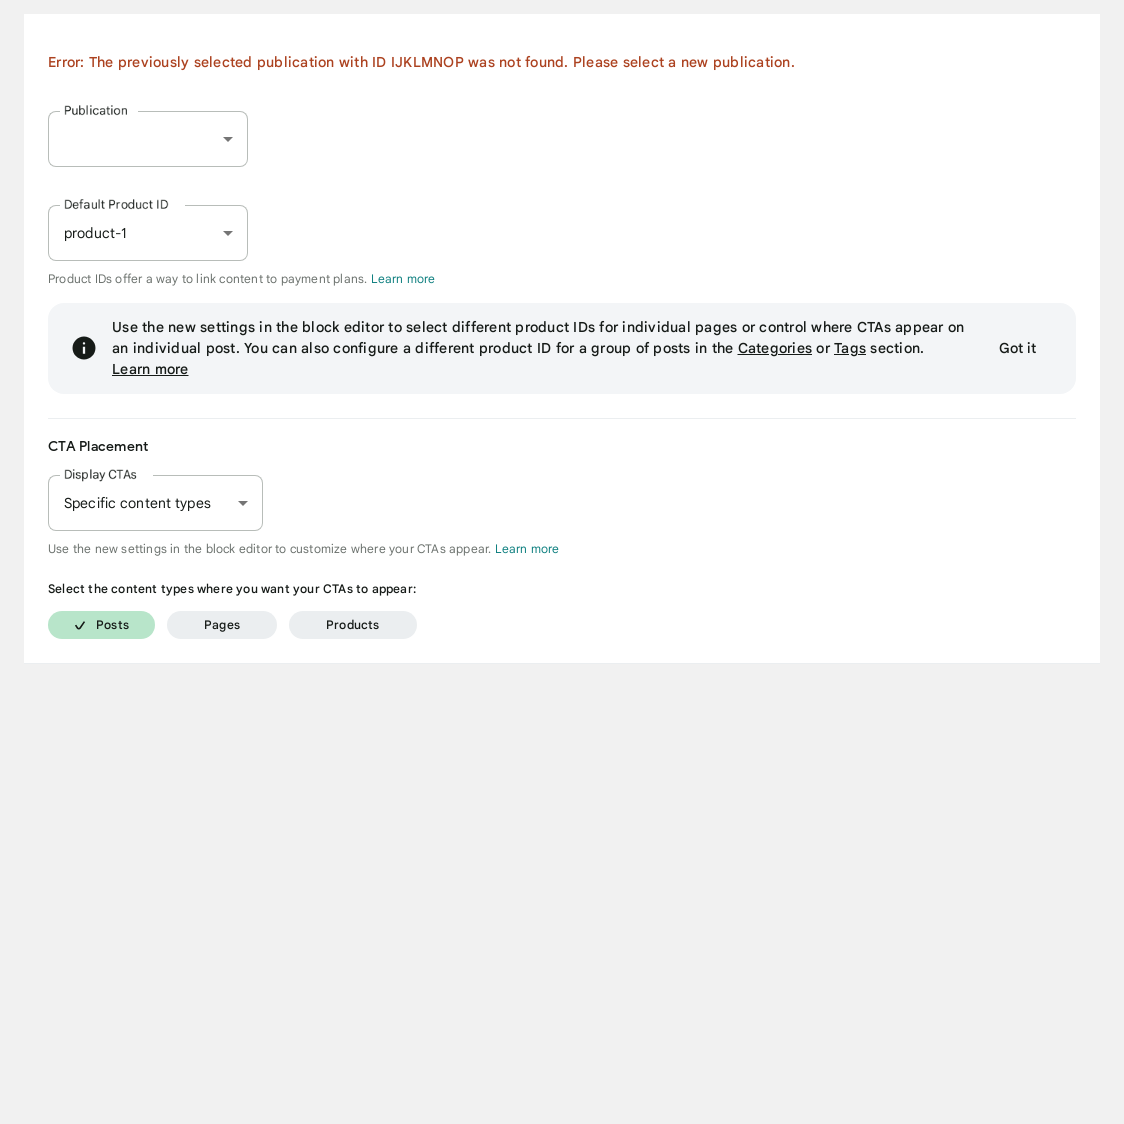 Error: The previously selected publication with ID IJKLMNOP was not found. Please select a new publication.
Publication
Default Product ID
product-1
Product IDs offer a way to link content to payment plans. Learn more
Use the new settings in the block editor to select different product IDs for individual pages or control where CTAs appear on
an individual post. You can also configure a different product ID for a group of posts in the Categories or Tags section.
Learn more
Got it
CTA Placement
Display CTAs
Specific content types
Use the new settings in the block editor to customize where your CTAs appear. Learn more
Select the content types where you want your CTAs to appear:
Posts Pages Products